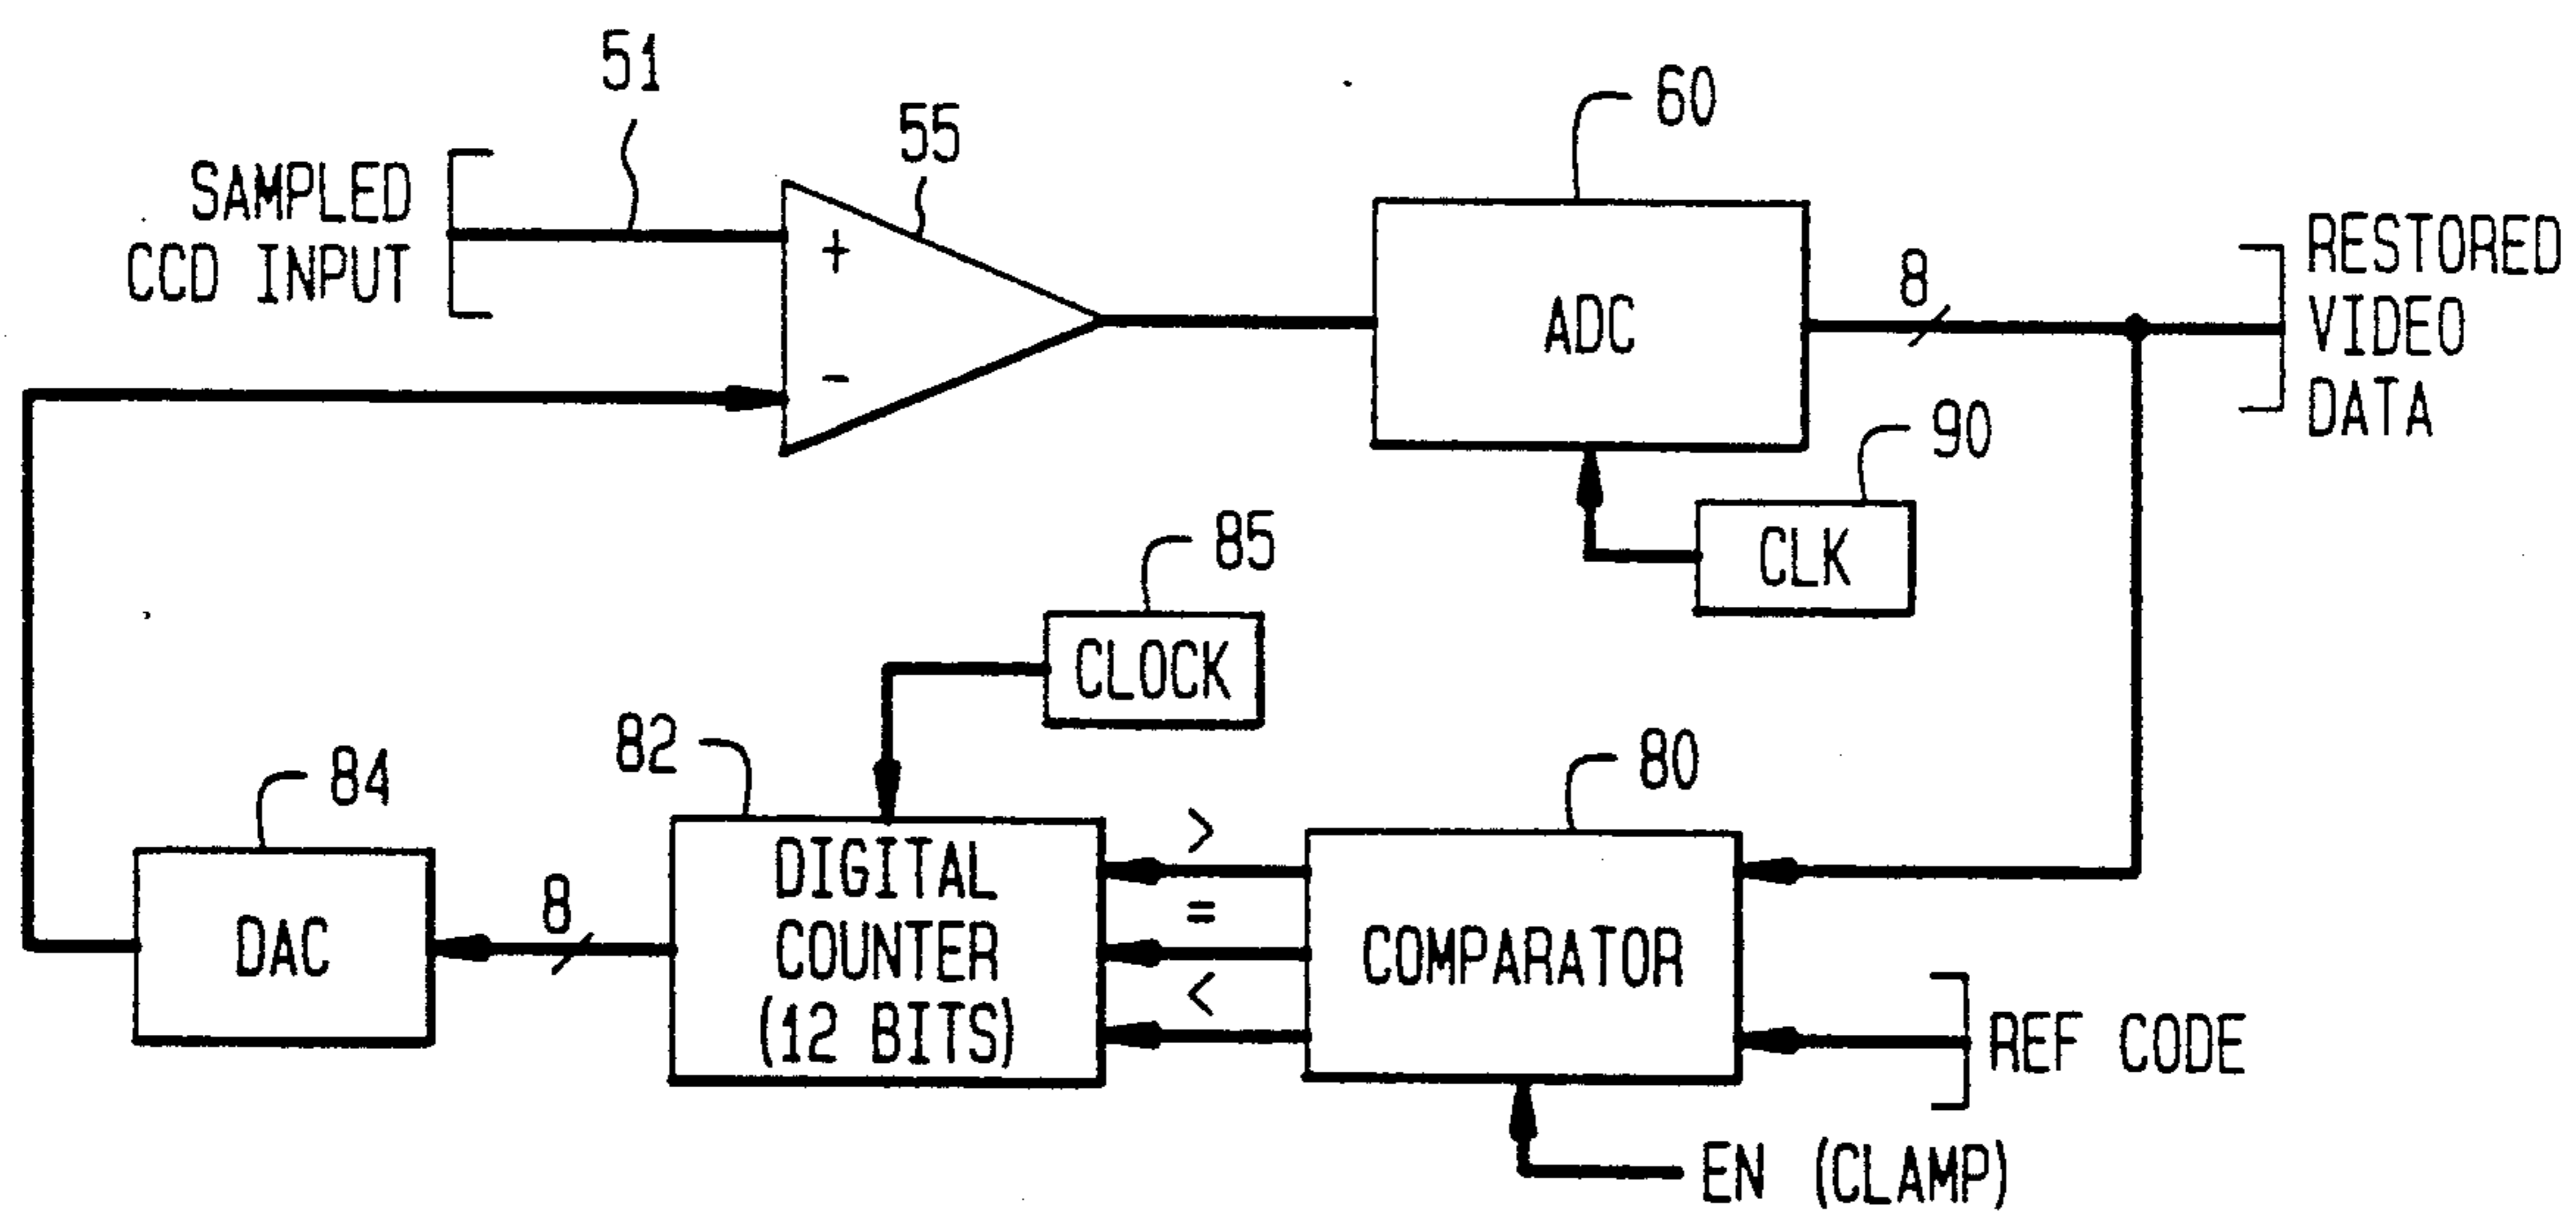 51
55
60
SAMPLED
CCD INPUT
+
-
ADC
8
RESTORED
VIDEO
DATA
90
CLK
85
CLOCK
82
84
80
DAC
8
DIGITAL
COUNTER
(12 BITS)
>
=
<
COMPARATOR
REF CODE
EN (CLAMP)